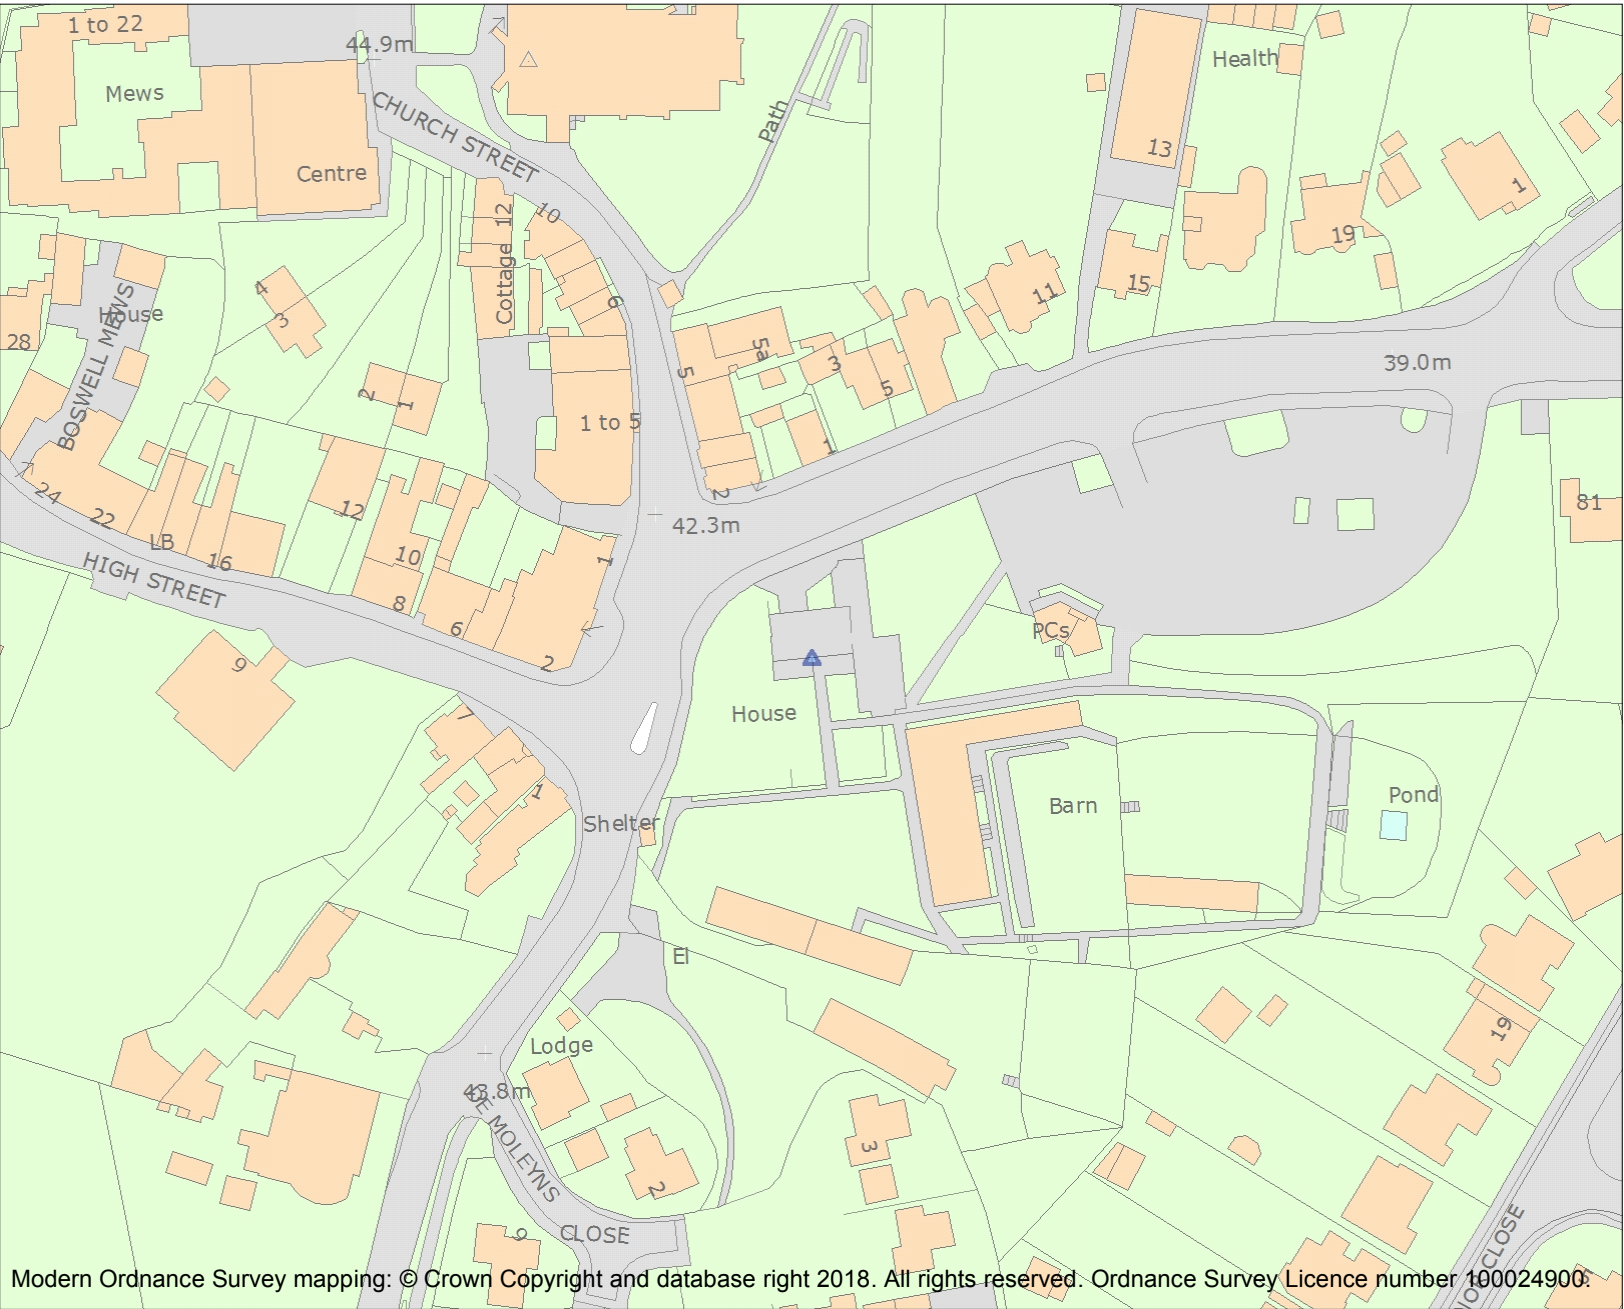 1 to 22
44.9m
Mews
Centre
CHURCH STREET
Path
Health
13
1
19
15
11
12
10
Cottage
6
4
3
House
28
BOSWELL MEWS
2
1
5
5a
3
5
1
2
1 to 5
39.0m
42.3m
24
22
LB
16
12
10
8
6
2
1
HIGH STREET
81
PCs
9
House
7
1
Shelter
Barn
Pond
El
Lodge
43.8m
DE MOLEYNS
CLOSE
2
3
9
19
CLOSE
Modern Ordnance Survey mapping: © Crown Copyright and database right 2018. All rights reserved. Ordnance Survey Licence number 100024900.